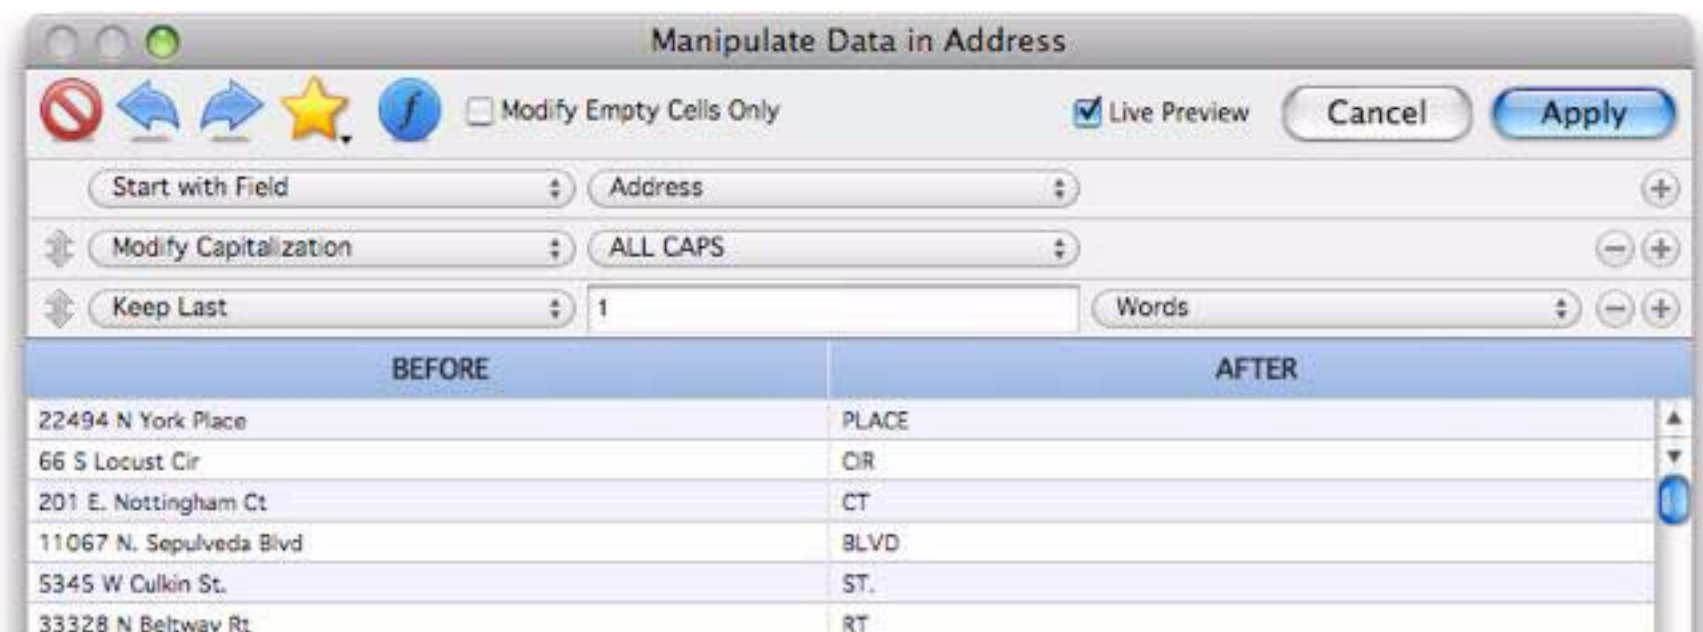 Manipulate Data in Address
Modify Empty Cells Only Live Preview Cancel Apply
Start with Field Address
Modify Capitalization ALL CAPS
Keep Last 1 Words
BEFORE AFTER
22494 N York Place PLACE
66 S Locust Cir CIR
201 E. Nottingham Ct CT
11067 N. Sepulveda Blvd BLVD
5345 W Culkin St. ST.
33328 N Beltway Rt RT